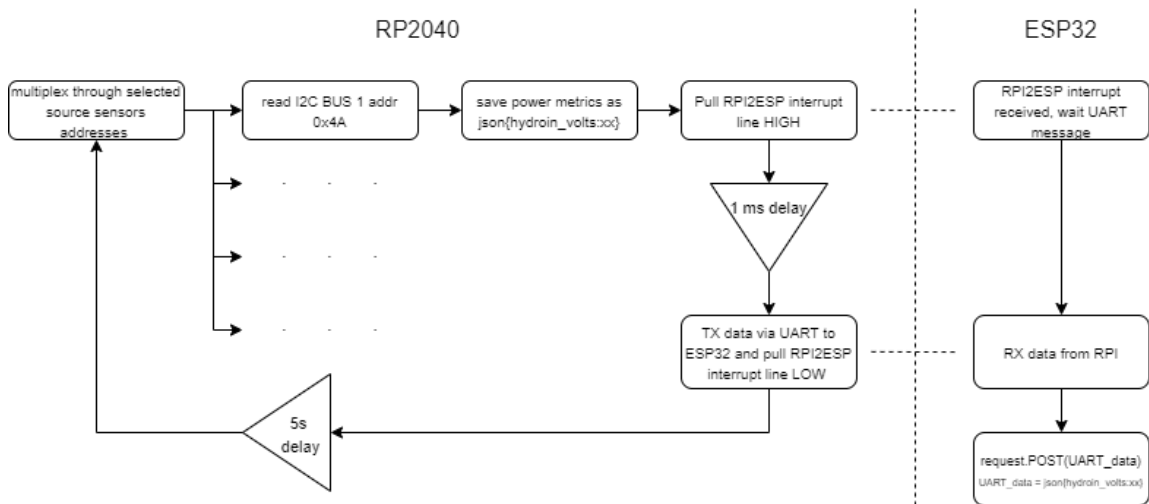 RP2040
ESP32
multiplex through selected
source sensors
addresses
read I2C BUS 1 addr
0x4A
save power metrics as
json{hydroin_volts:xx}
Pull RPI2ESP interrupt
line HIGH
RPI2ESP interrupt
received, wait UART
message
1 ms delay
TX data via UART to
ESP32 and pull RPI2ESP
interrupt line LOW
RX data from RPI
5s
delay
request.POST(UART_data)
UART_data = json{hydroin_volts:xx}